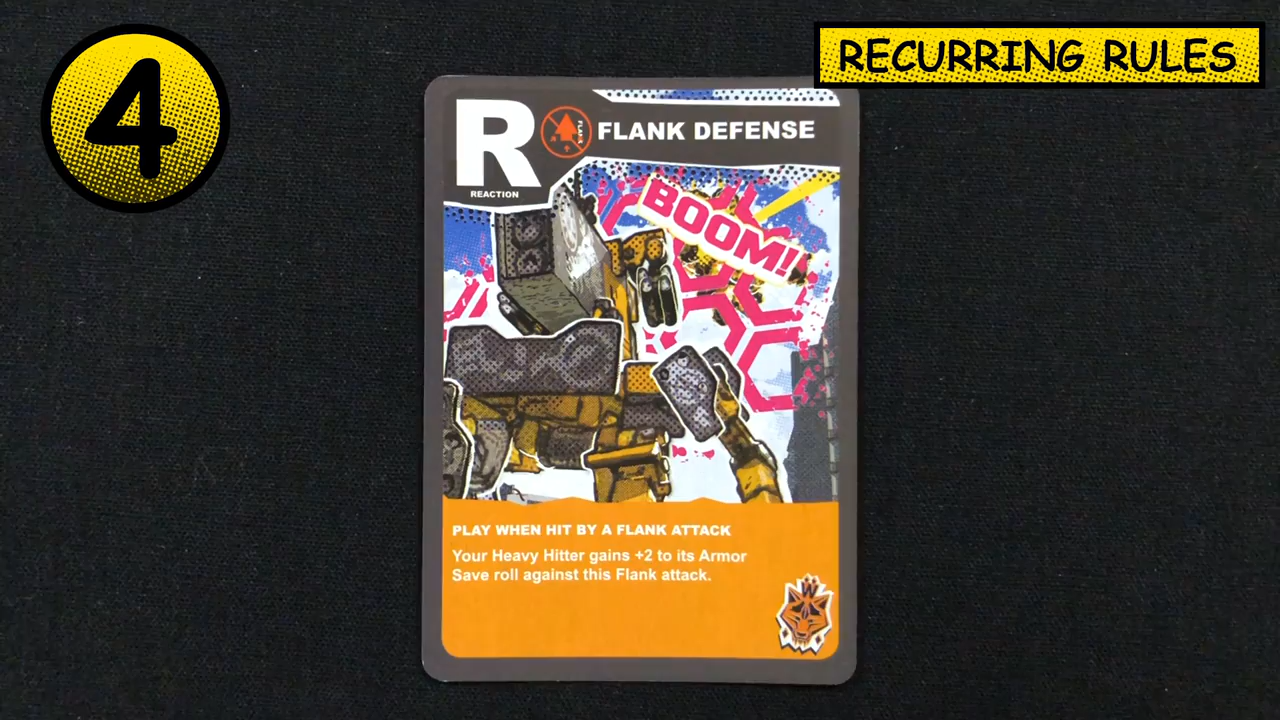 4
RECURRING RULES
R
REACTION
FLANK
FLANK DEFENSE
BOOM!
PLAY WHEN HIT BY A FLANK ATTACK
Your Heavy Hitter gains +2 to its Armor
Save roll against this Flank attack.
W